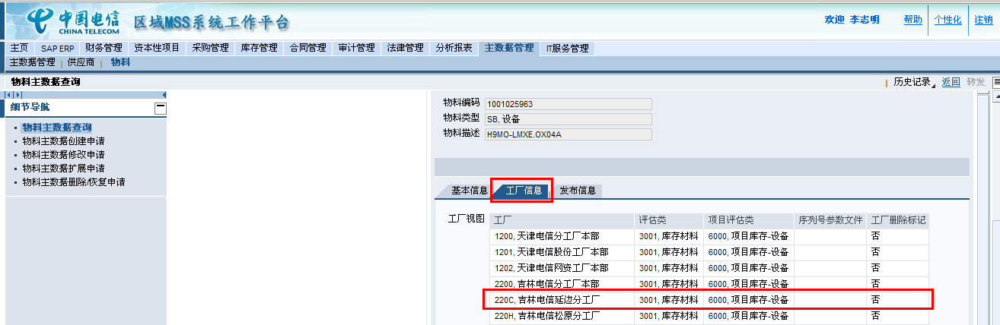 中国电信 CHINA TELECOM 区域MSS系统工作平台 欢迎 李志明 帮助 个性化 注销
主页 SAP ERP 财务管理 资本性项目 采购管理 库存管理 合同管理 审计管理 法律管理 分析报表 主数据管理 IT服务管理
主数据管理 供应商 物料
物料主数据查询 历史记录 返回 转发
细节导航
物料主数据查询
物料主数据创建申请
物料主数据修改申请
物料主数据扩展申请
物料主数据删除/恢复申请
物料编码 1001025963
物料类型 SB, 设备
物料描述 H9MO-LMXE.OX04A
基本信息 工厂信息 发布信息
工厂视图 工厂 评估类 项目评估类 序列号参数文件 工厂删除标记
1200, 天津电信分工厂本部 3001, 库存材料 6000, 项目库存-设备 否
1201, 天津电信股份工厂本部 3001, 库存材料 6000, 项目库存-设备 否
1202, 天津电信网资工厂本部 3001, 库存材料 6000, 项目库存-设备 否
2200, 吉林电信分工厂本部 3001, 库存材料 6000, 项目库存-设备 否
220C, 吉林电信延边分工厂 3001, 库存材料 6000, 项目库存-设备 否
220H, 吉林电信松原分工厂 3001, 库存材料 6000, 项目库存-设备 否